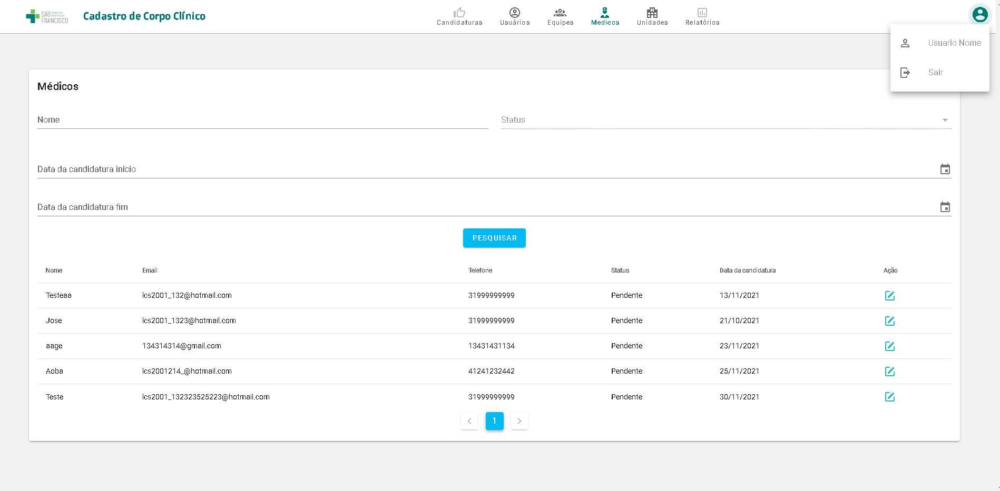 SÃO FRANCISCO
Cadastro de Corpo Clínico
Candidaturas Usuários Equipes Medicos Unidades Relatórios
Usuario Nome
Sair
Médicos
Nome Status
Data da candidatura inicio
Data da candidatura fim
PESQUISAR
Nome Email Telefone Status Data da candidatura Ação
Testeaa lcs2001_132@hotmail.com 31999999999 Pendente 13/11/2021
Jose lcs2001_1323@hotmail.com 31999999999 Pendente 21/10/2021
aage 134314314@gmail.com 13431431134 Pendente 23/11/2021
Aoba lcs2001214_@hotmail.com 41241232442 Pendente 25/11/2021
Teste lcs2001_132323525223@hotmail.com 31999999999 Pendente 30/11/2021
1